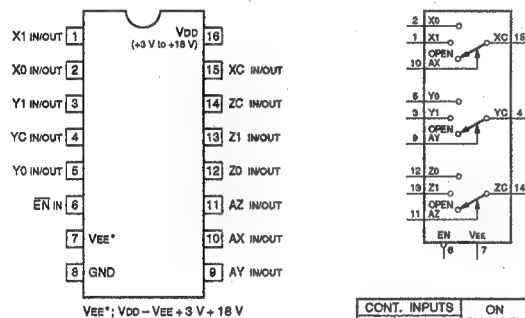 X1 IN/OUT 1
X0 IN/OUT 2
Y1 IN/OUT 3
YC IN/OUT 4
Y0 IN/OUT 5
EN IN 6
7 VEE*
8 GND
VDD 16
(+3 V to +18 V)
15 XC IN/OUT
14 ZC IN/OUT
13 Z1 IN/OUT
12 Z0 IN/OUT
11 AZ IN/OUT
10 AX IN/OUT
9 AY IN/OUT
VEE*; VDD – VEE + 3 V + 18 V
2 X0
1 X1 XC 15
OPEN
10 AX
5 Y0
3 Y1 YC 4
OPEN
9 AY
12 Z0
13 Z1 ZC 14
OPEN
11 AZ
EN VEE
6 7
CONT. INPUTS ON